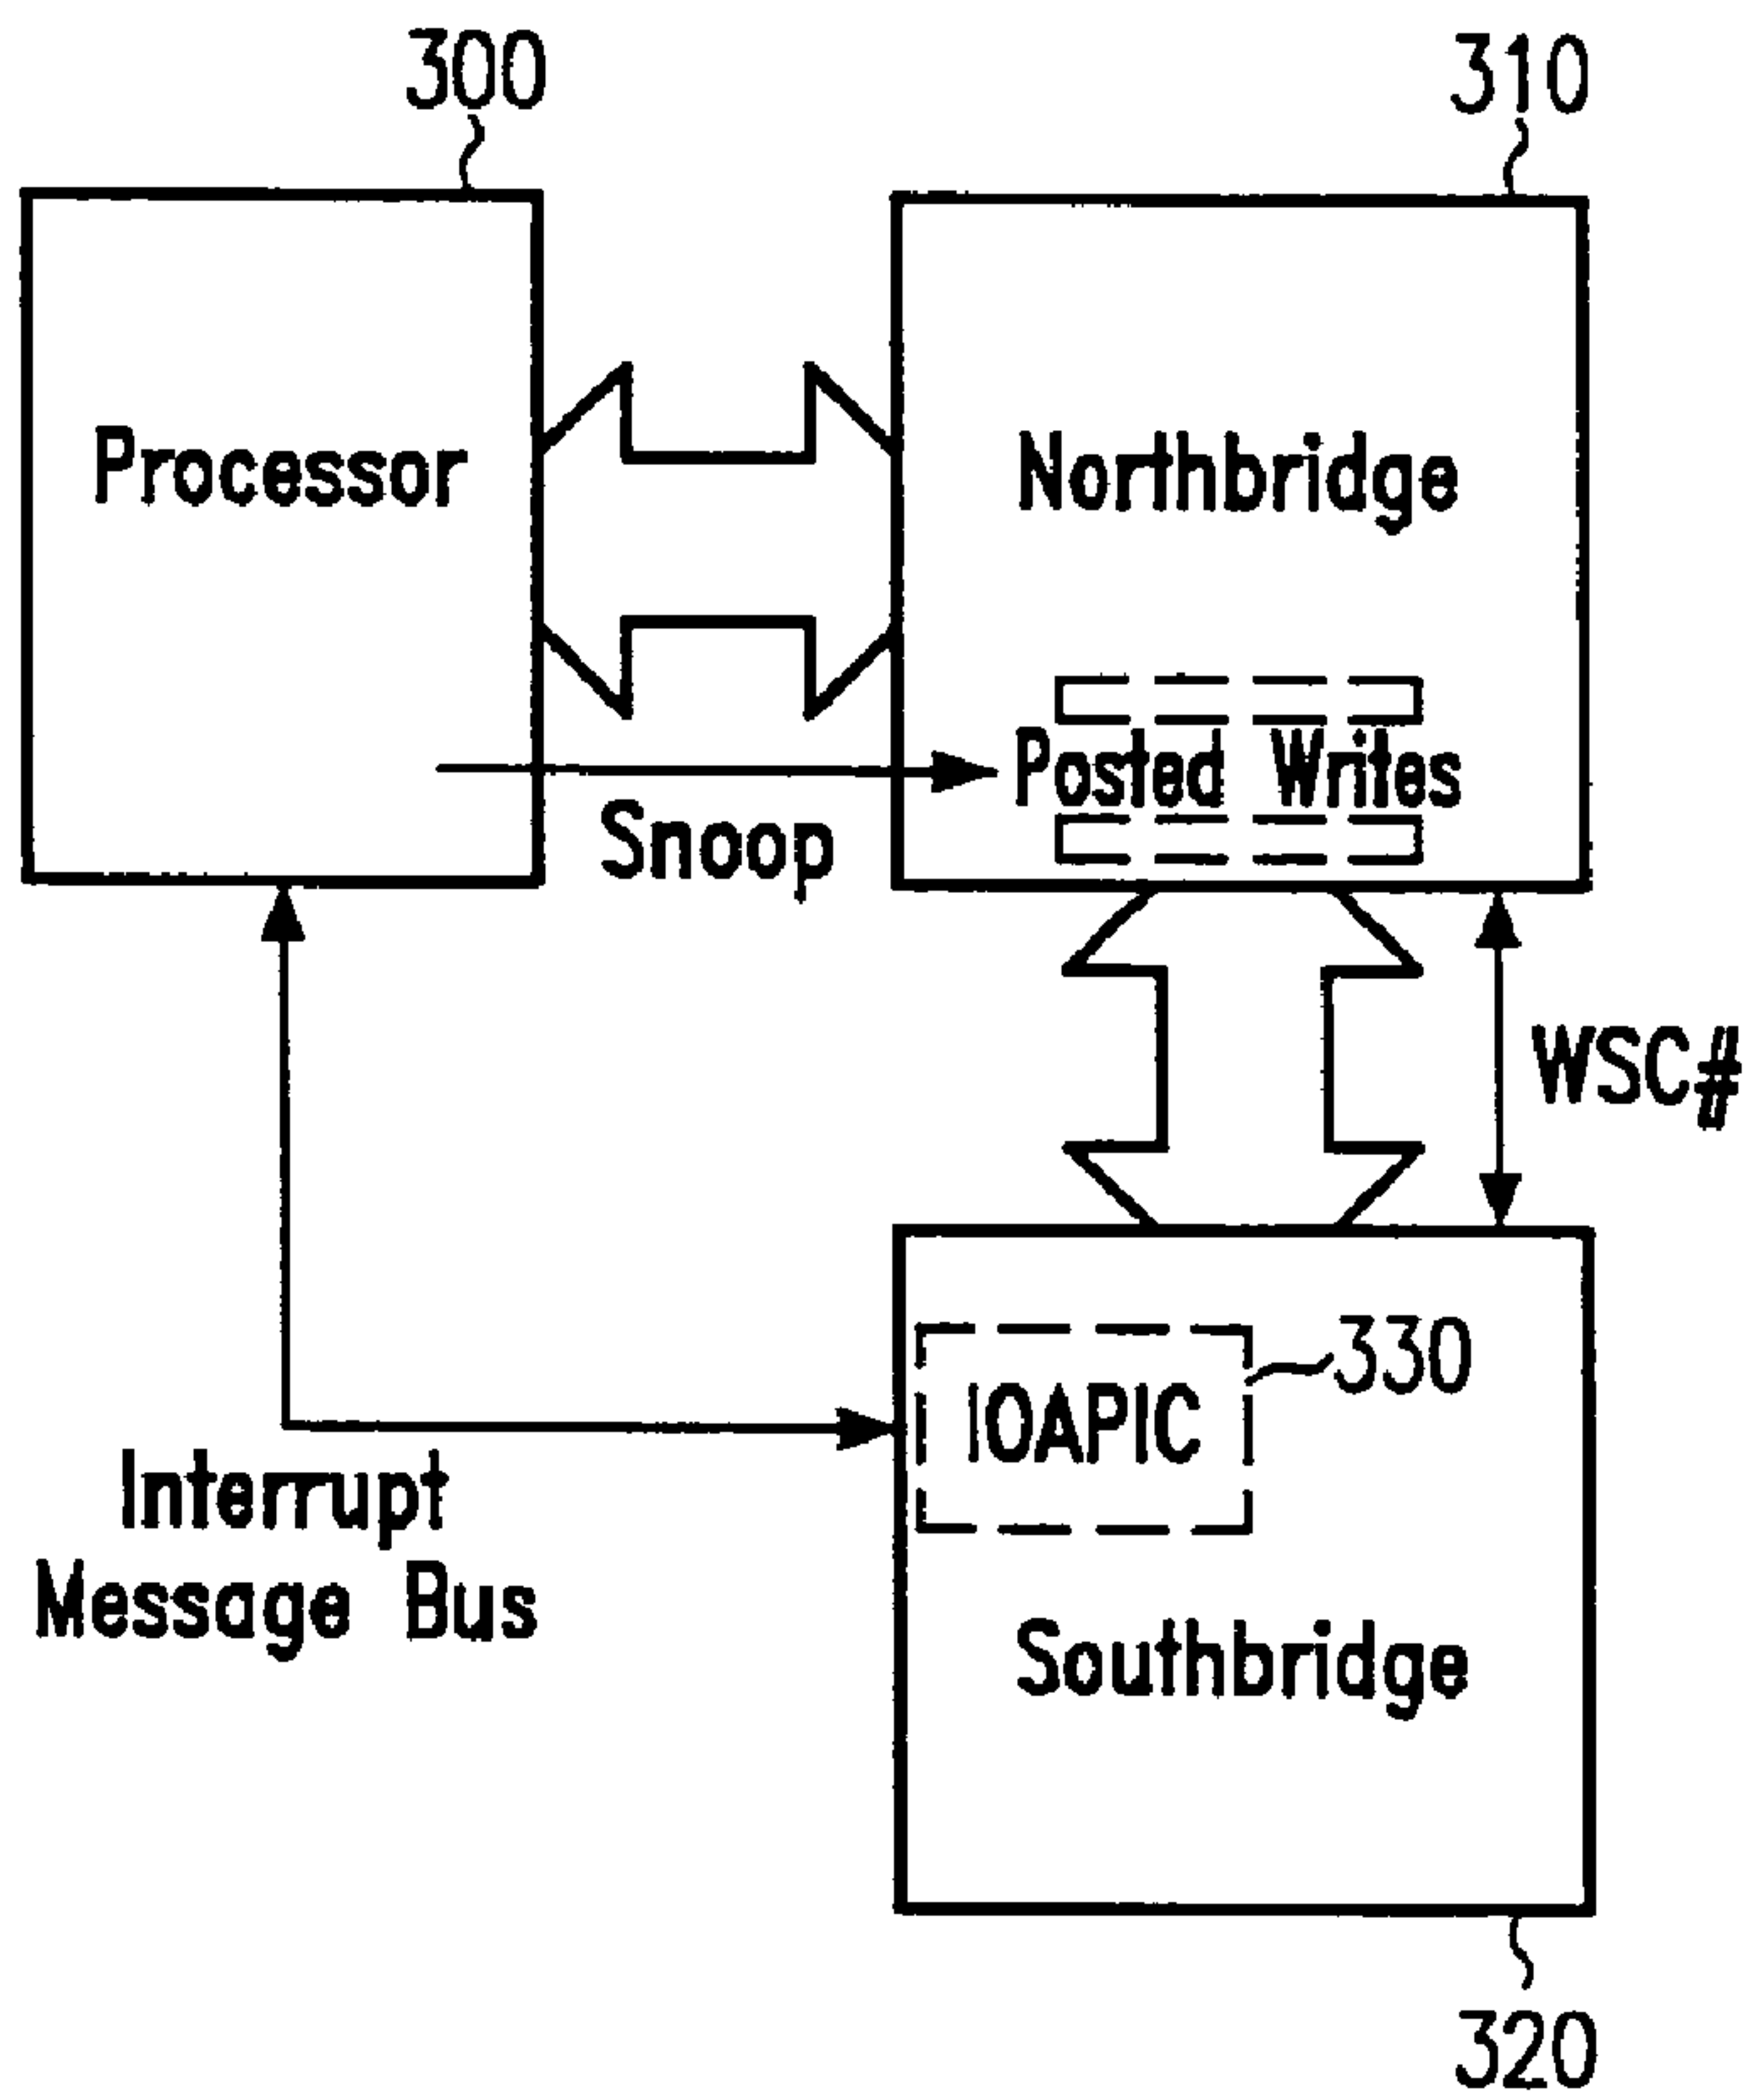 300
310
Processor
Northbridge
Posted Writes
Snoop
WSC#
330
IOAPIC
Interrupt
Message Bus
Southbridge
320